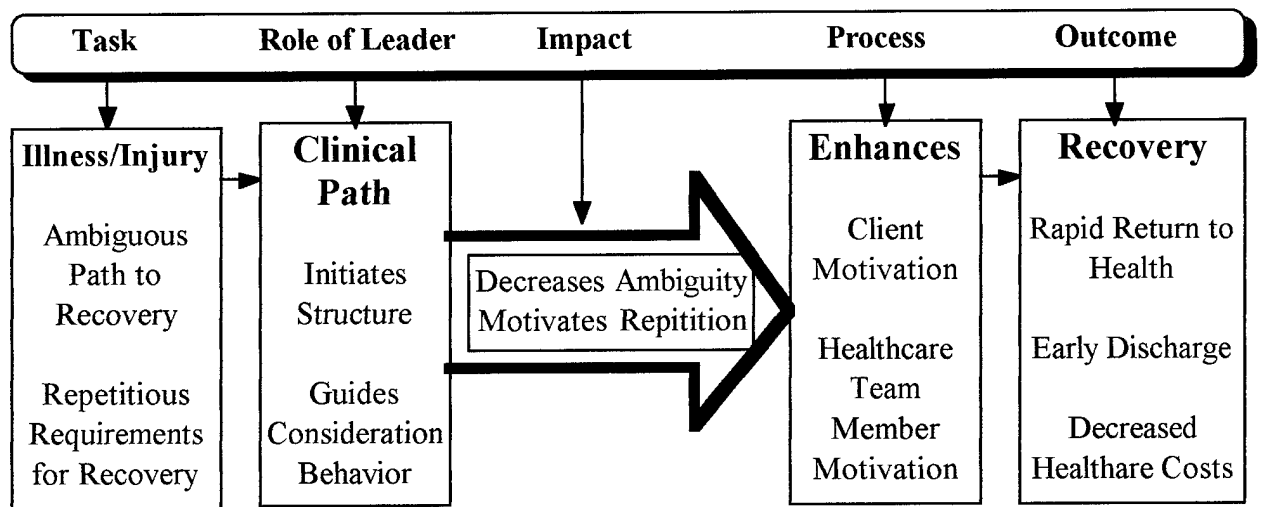 Task Role of Leader Impact Process Outcome
Illness/Injury
Ambiguous
Path to
Recovery
Repetitious
Requirements
for Recovery
Clinical
Path
Initiates
Structure
Guides
Consideration
Behavior
Decreases Ambiguity
Motivates Repitition
Enhances
Client
Motivation
Healthcare
Team
Member
Motivation
Recovery
Rapid Return to
Health
Early Discharge
Decreased
Healthare Costs